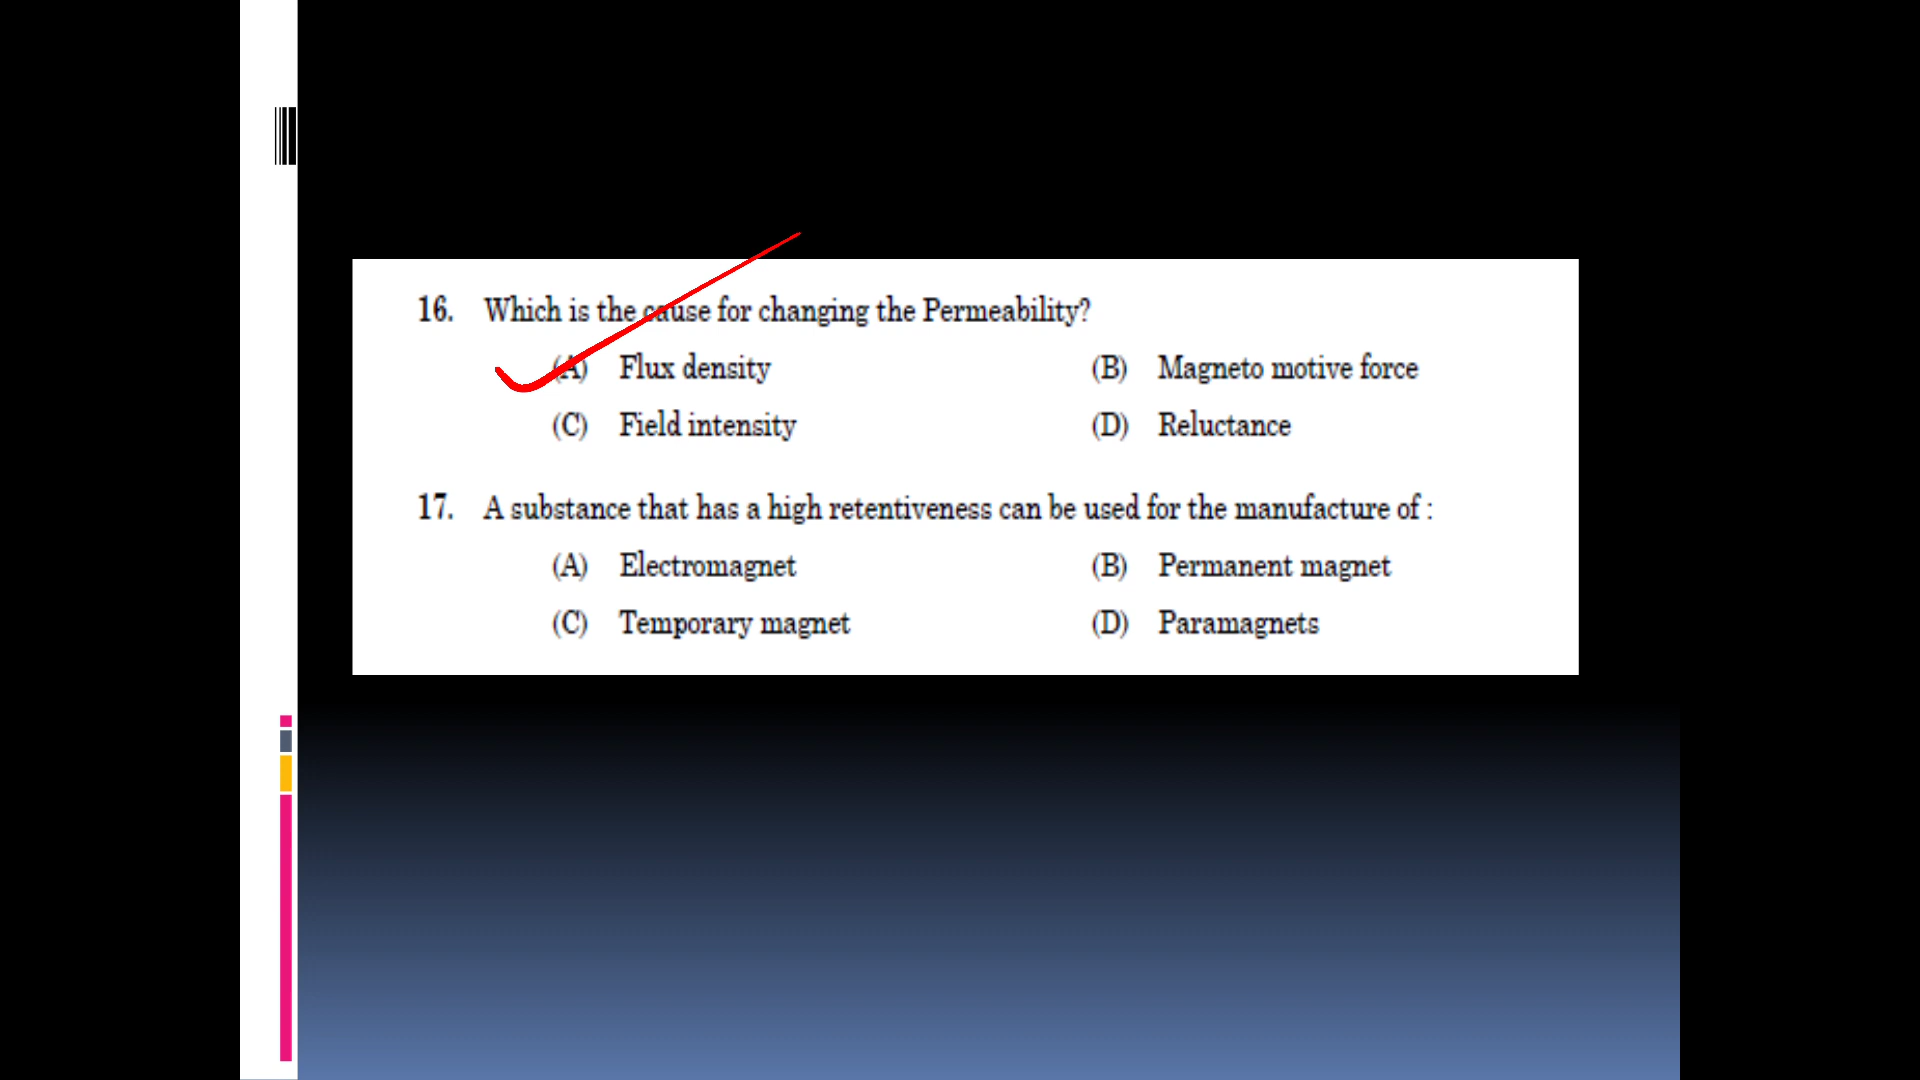 16. Which is the cause for changing the Permeability?
(A) Flux density (B) Magneto motive force
(C) Field intensity (D) Reluctance
17. A substance that has a high retentiveness can be used for the manufacture of :
(A) Electromagnet (B) Permanent magnet
(C) Temporary magnet (D) Paramagnets